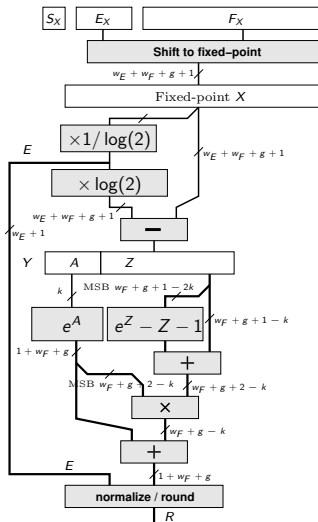 S_X E_X F_X
Shift to fixed–point
w_E + w_F + g + 1
Fixed-point X
×1/ log(2)
E
w_E + w_F + g + 1
× log(2)
w_E + w_F + g + 1
w_E + 1
−
Y A Z
MSB w_F + g + 1 − 2k
k
e^A e^Z − Z − 1
w_F + g + 1 − k
1 + w_F + g
+
MSB w_F + g + 2 − k
w_F + g + 2 − k
×
w_F + g − k
+
E
1 + w_F + g
normalize / round
R